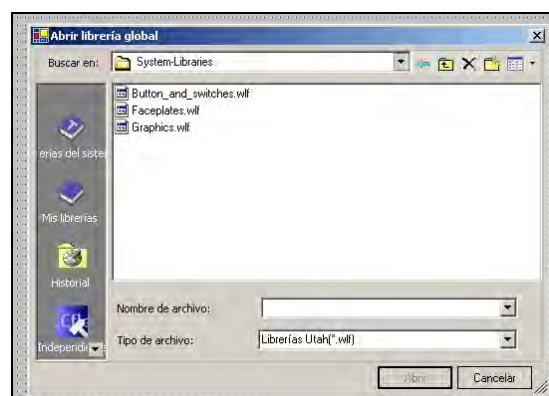 Abrir librería global
Buscar en: System-Libraries
Button_and_switches.wlf
Faceplates.wlf
Graphics.wlf
erías del siste
Mis librerías
Historial
Independi
Nombre de archivo:
Tipo de archivo: Librerías Utah(*.wlf)
Abrir Cancelar